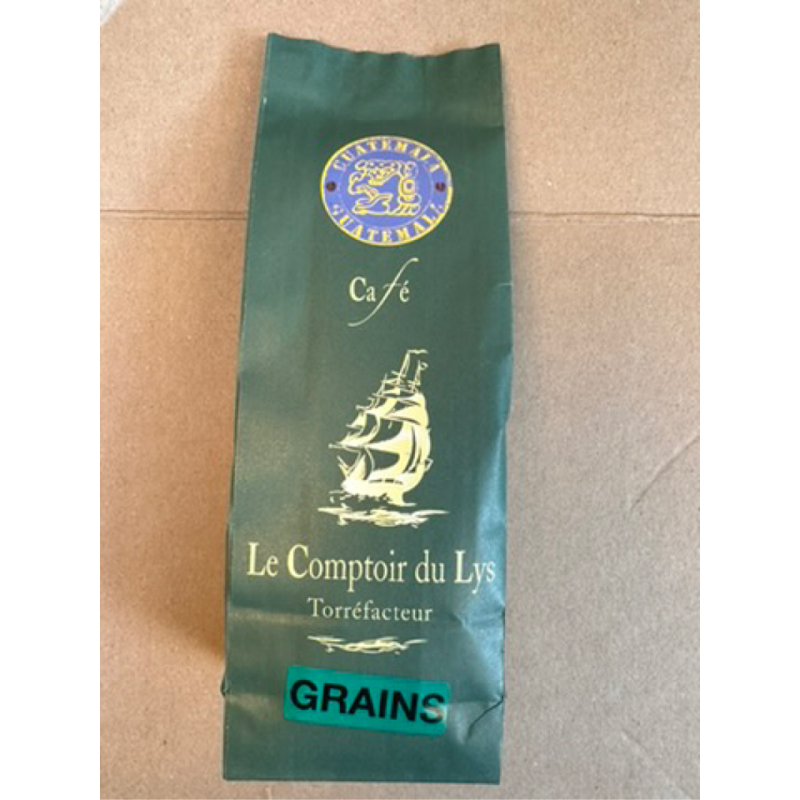 GUATEMALA
GUATEMALA
Café
Le Comptoir du Lys
Torréfacteur
GRAINS